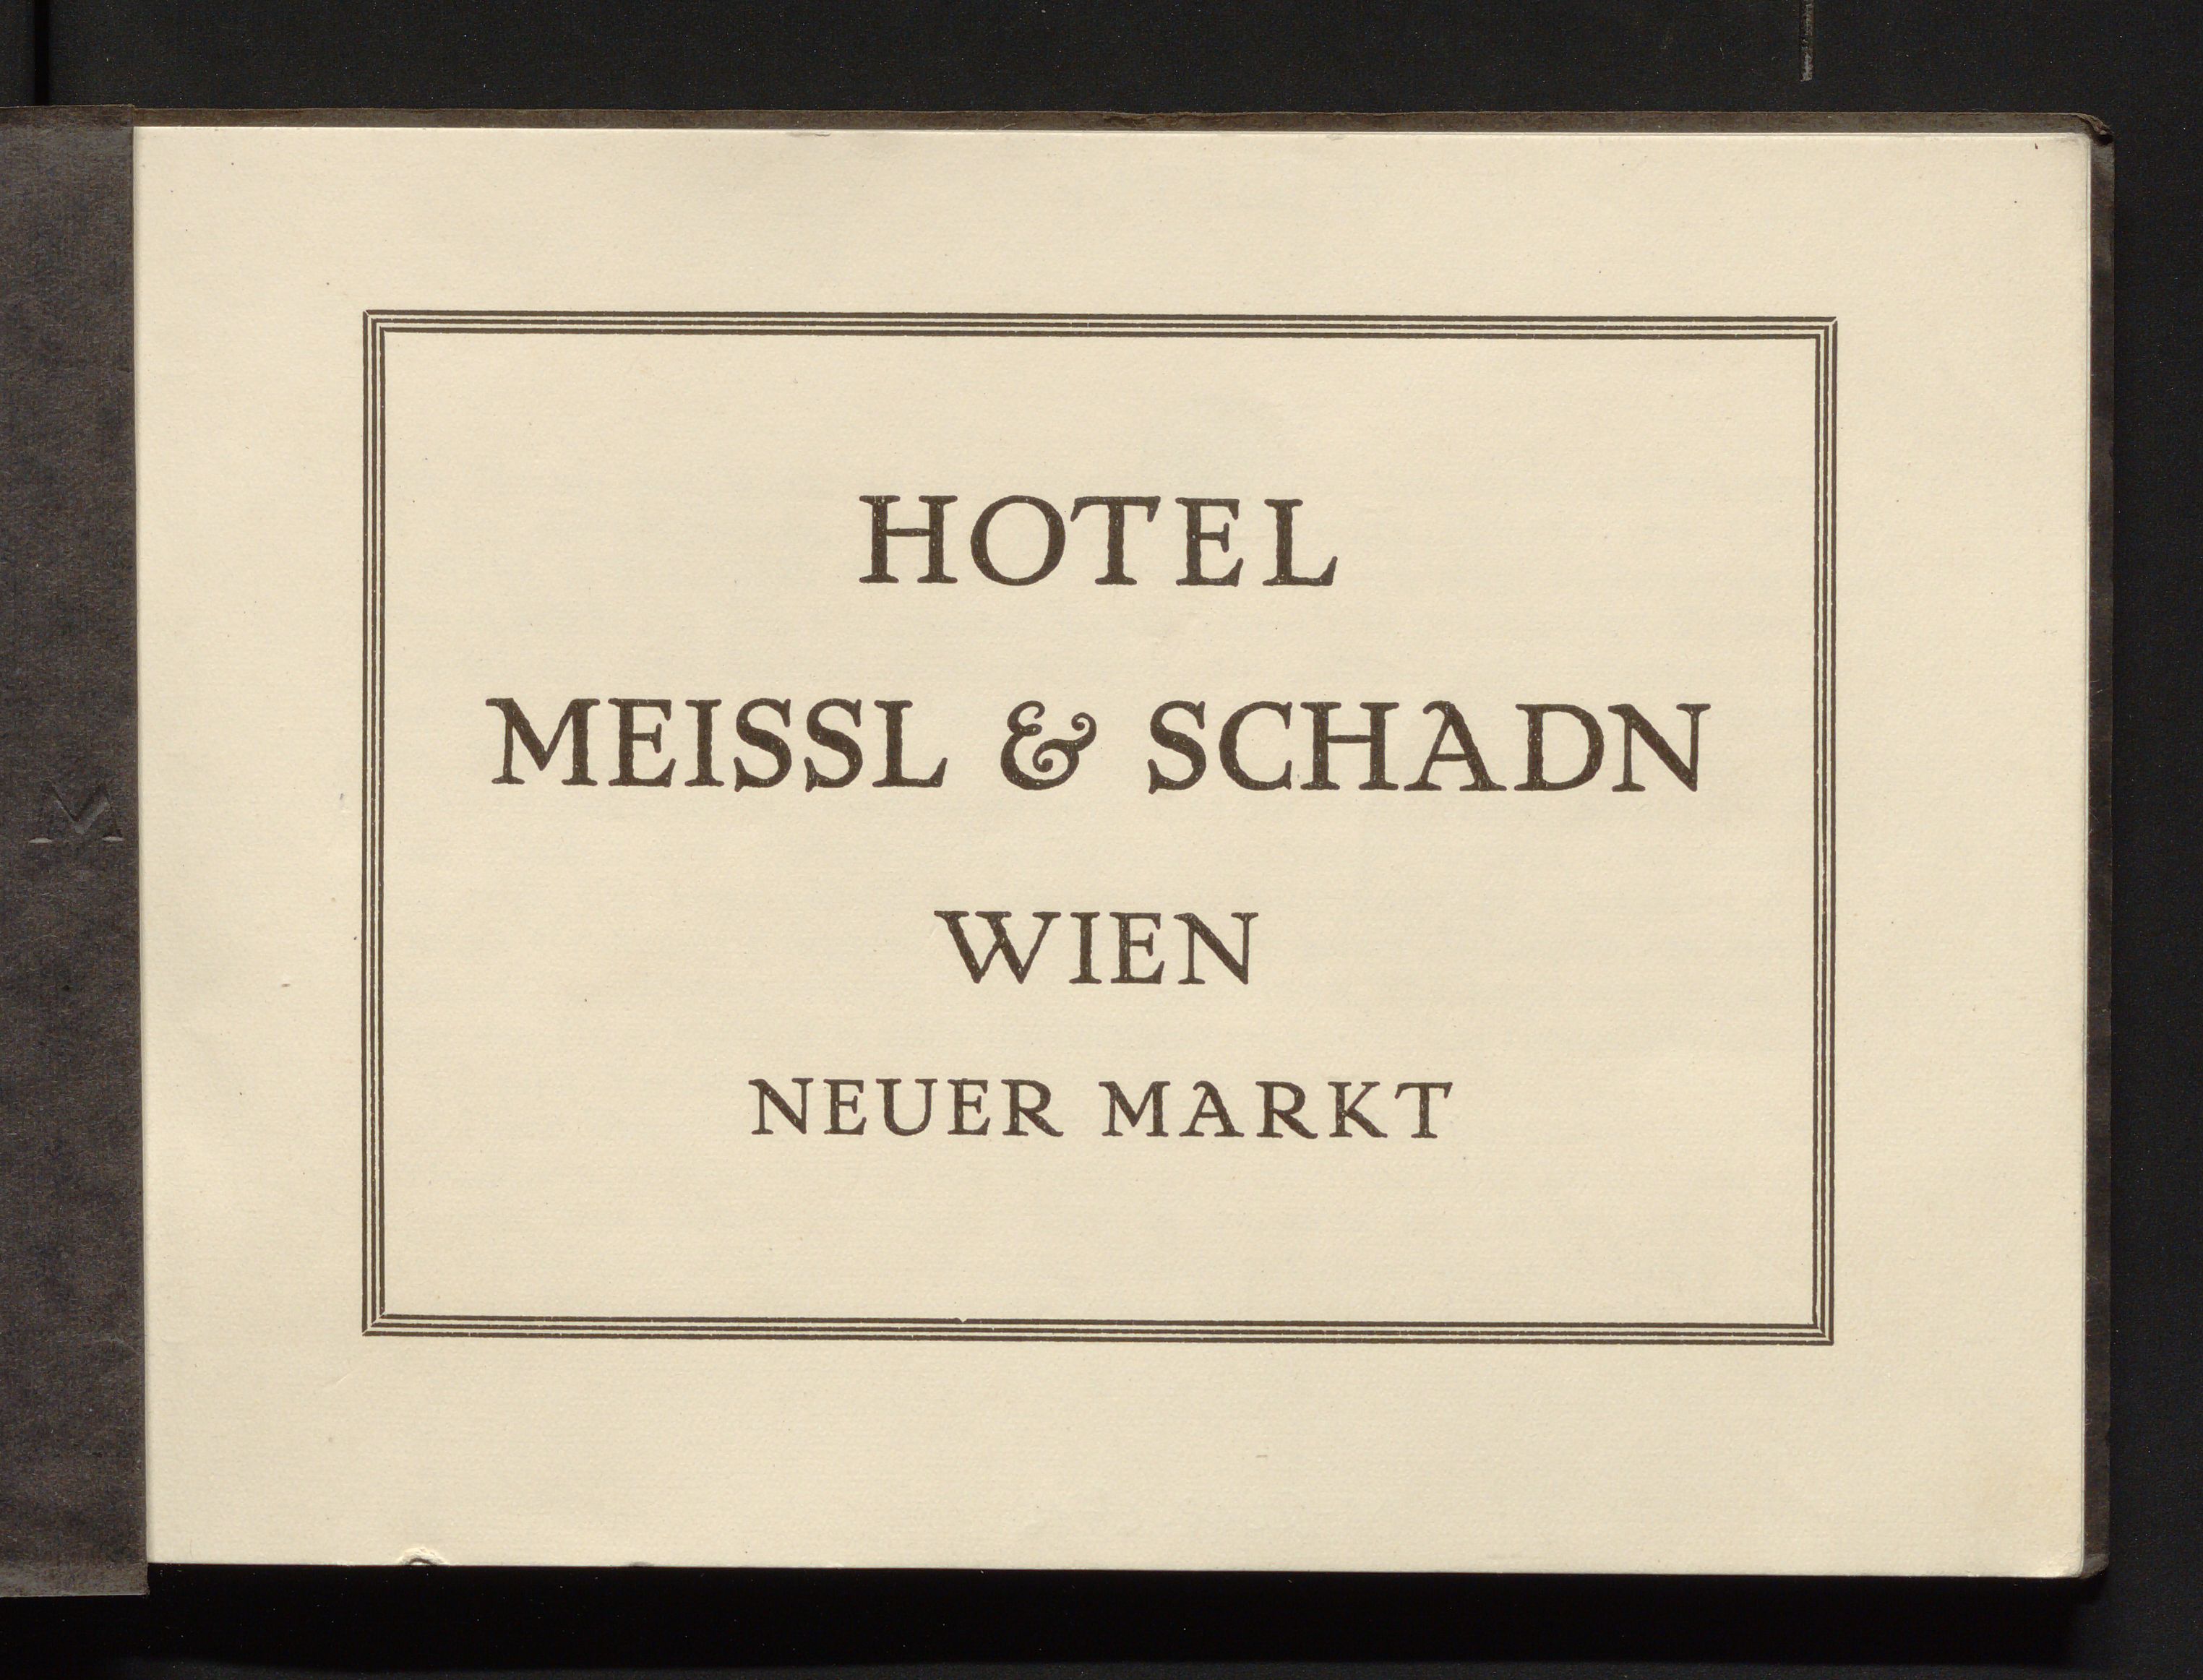 HOTEL
MEISSL & SCHADN
WIEN
NEUER MARKT
M